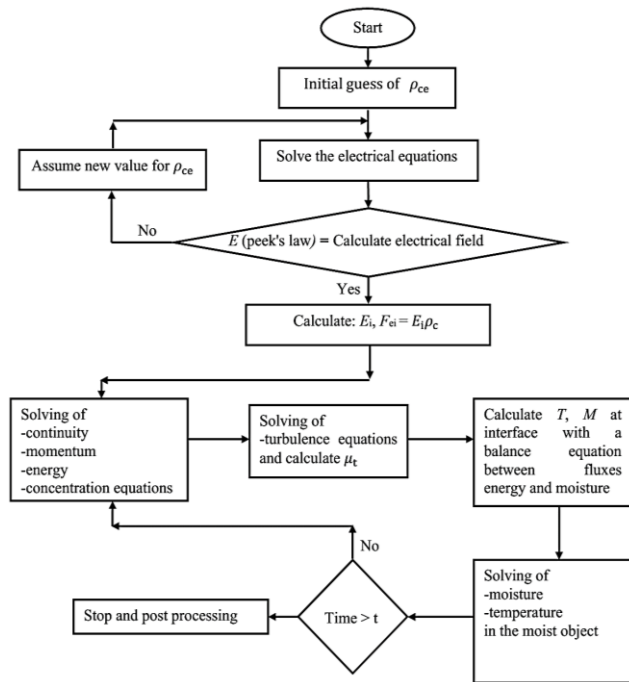 Start
Initial guess of ρce
Assume new value for ρce
Solve the electrical equations
No
E (peek's law) = Calculate electrical field
Yes
Calculate: Ei, Fei = Eiρc
Solving of
-continuity
-momentum
-energy
-concentration equations
Solving of
-turbulence equations
and calculate μt
Calculate T, M at
interface with a
balance equation
between fluxes
energy and moisture
No
Stop and post processing
Time > t
Solving of
-moisture
-temperature
in the moist object